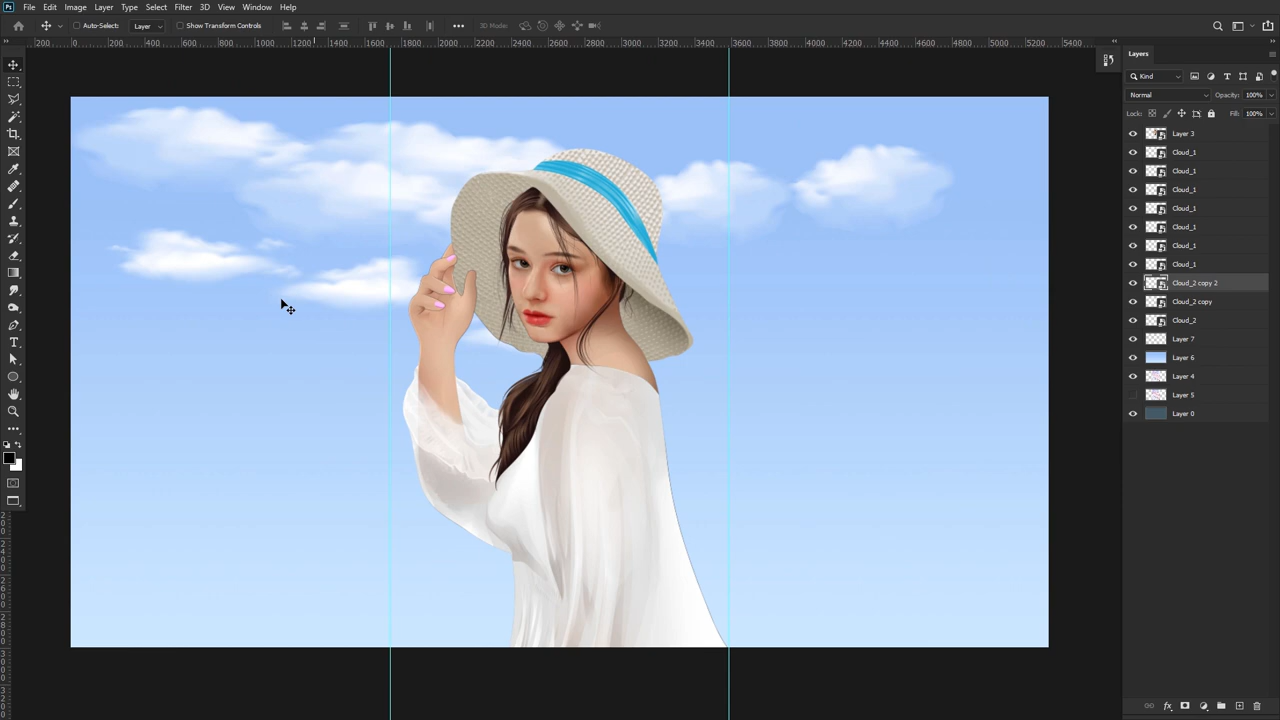 Ps File Edit Image Layer Type Select Filter 3D View Window Help
Auto-Select: Layer Show Transform Controls 3D Mode:
200 0 200 400 600 800 1000 1200 1400 1600 1800 2000 2200 2400 2600 2800 3000 3200 3400 3600 3800 4000 4200 4400 4600 4800 5000 5200 5400
Layers
Kind
Normal Opacity: 100%
Lock: Fill: 100%
Layer 3
Cloud_1
Cloud_1
Cloud_1
Cloud_1
Cloud_1
Cloud_1
Cloud_1
Cloud_2 copy 2
Cloud_2 copy
Cloud_2
Layer 7
Layer 6
Layer 4
Layer 5
Layer 0